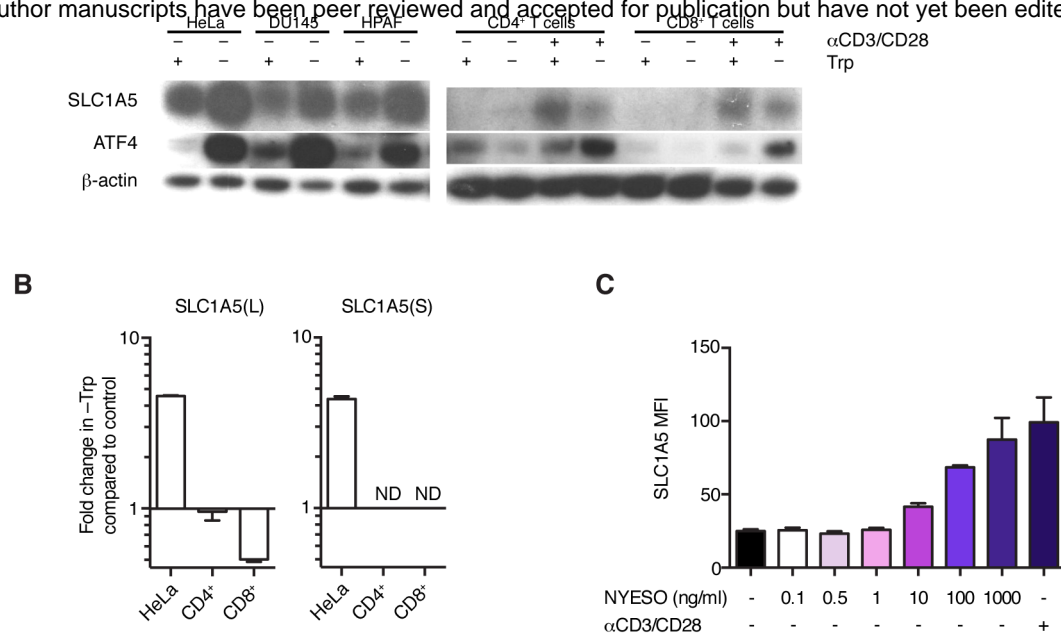 uthor manuscripts have been peer reviewed and accepted for publication but have not yet been edite
HeLa DU145 HPAF CD4⁺ T cells CD8⁺ T cells
– – – – – – – – + + – – + + αCD3/CD28
+ – + – + – + – + – + – + – Trp
SLC1A5
ATF4
β-actin
B
SLC1A5(L) SLC1A5(S)
Fold change in –Trp
compared to control
10
1
HeLa CD4⁺ CD8⁺
10
1
ND ND
HeLa CD4⁺ CD8⁺
C
SLC1A5 MFI
150
100
50
0
NYESO (ng/ml) - 0.1 0.5 1 10 100 1000 -
αCD3/CD28 - - - - - - - +